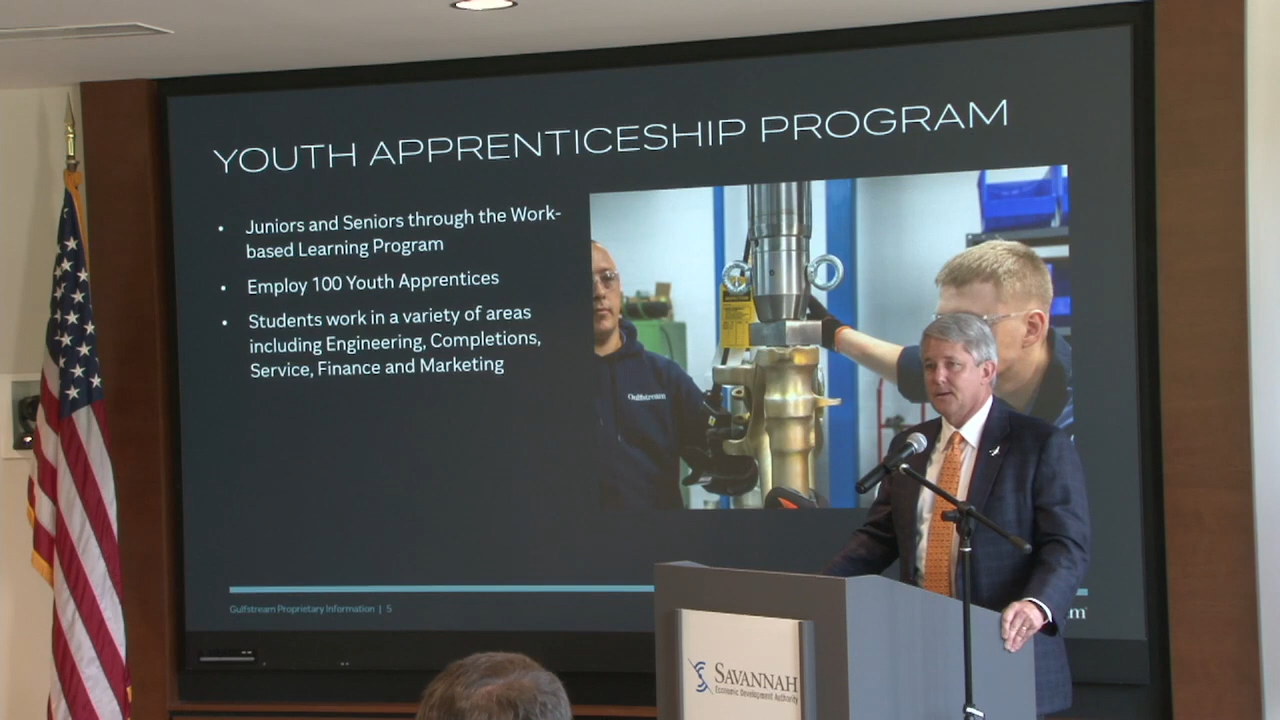 YOUTH APPRENTICESHIP PROGRAM
• Juniors and Seniors through the Work-
based Learning Program
• Employ 100 Youth Apprentices
• Students work in a variety of areas
including Engineering, Completions,
Service, Finance and Marketing
Gulfstream
Gulfstream Proprietary Information | 5
SAVANNAH
Economic Development Authority